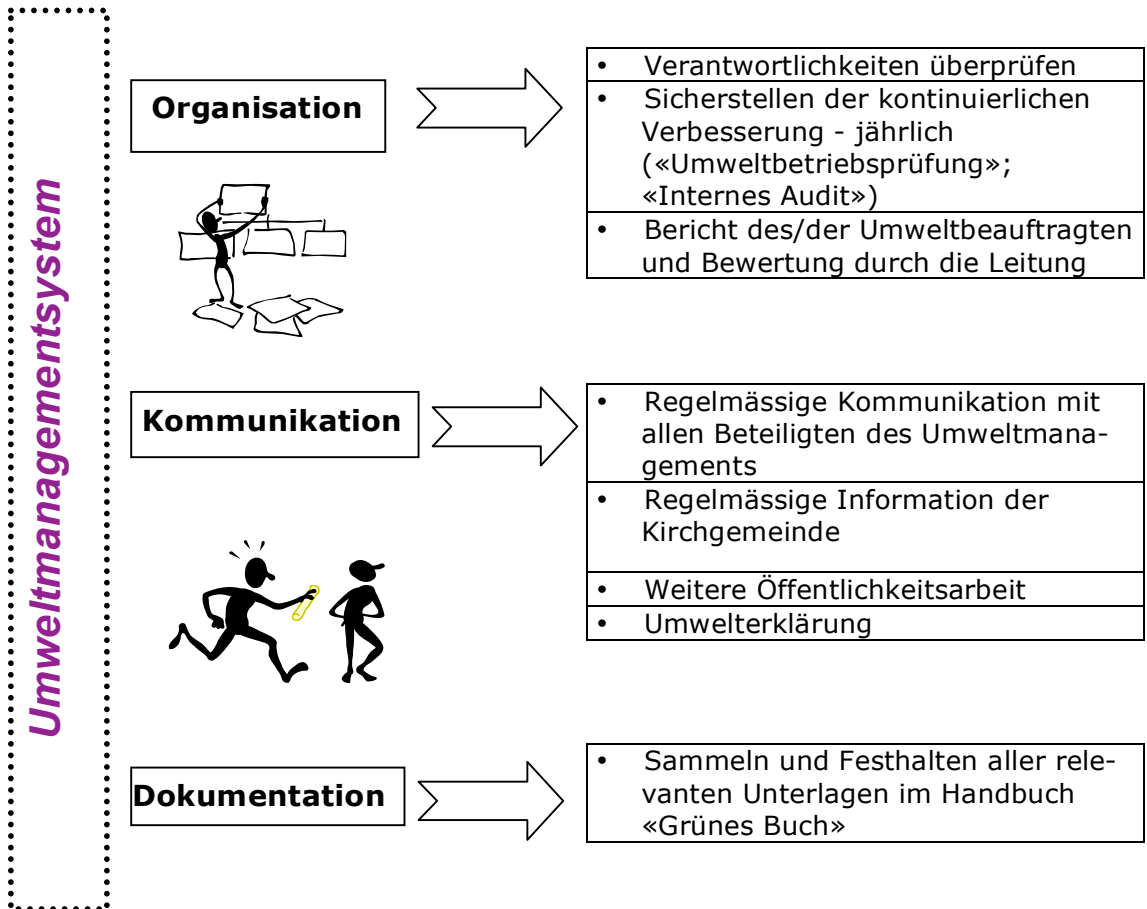 Umweltmanagementsystem
Organisation
• Verantwortlichkeiten überprüfen
• Sicherstellen der kontinuierlichen
Verbesserung - jährlich
(«Umweltbetriebsprüfung»;
«Internes Audit»)
• Bericht des/der Umweltbeauftragten
und Bewertung durch die Leitung
Kommunikation
• Regelmässige Kommunikation mit
allen Beteiligten des Umweltmana-
gements
• Regelmässige Information der
Kirchgemeinde
• Weitere Öffentlichkeitsarbeit
• Umwelterklärung
Dokumentation
• Sammeln und Festhalten aller rele-
vanten Unterlagen im Handbuch
«Grünes Buch»